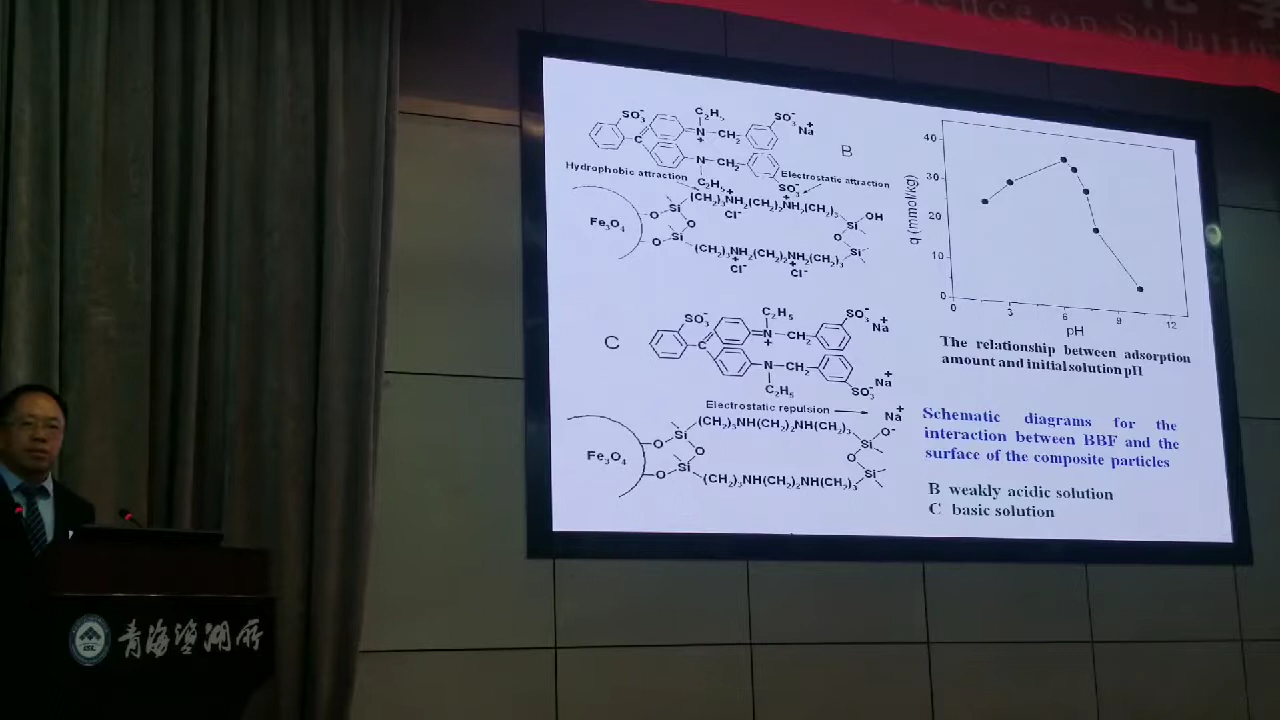 erence on Solution
SO₃⁻
C₂H₅
SO₃⁻ Na⁺
N⁺—CH₂
C
N—CH₂
B
Hydrophobic attraction
C₂H₅
Electrostatic attraction
SO₃⁻
(CH₂)₃NH₂⁺(CH₂)₂NH₂⁺(CH₂)₃
Cl⁻
O
Si
OH
Fe₃O₄
O
Si
O
O
Si
Si
(CH₂)₃NH₂⁺(CH₂)₂NH₂⁺(CH₂)₃
Cl⁻
Cl⁻
C
SO₃⁻
C₂H₅
SO₃⁻ Na⁺
N⁺—CH₂
C
N—CH₂
C₂H₅
SO₃⁻ Na⁺
Electrostatic repulsion
Na⁺
(CH₂)₃NH(CH₂)₂NH(CH₂)₃
O⁻
O
Si
Si
Fe₃O₄
O
O
O
Si
Si
(CH₂)₃NH(CH₂)₂NH(CH₂)₃
q (mmol/kg)
40
30
20
10
0
0 3 6 9 12
pH
The relationship between adsorption
amount and initial solution pH
Schematic diagrams for the
interaction between BBF and the
surface of the composite particles
B weakly acidic solution
C basic solution
ISL
青海盐湖所